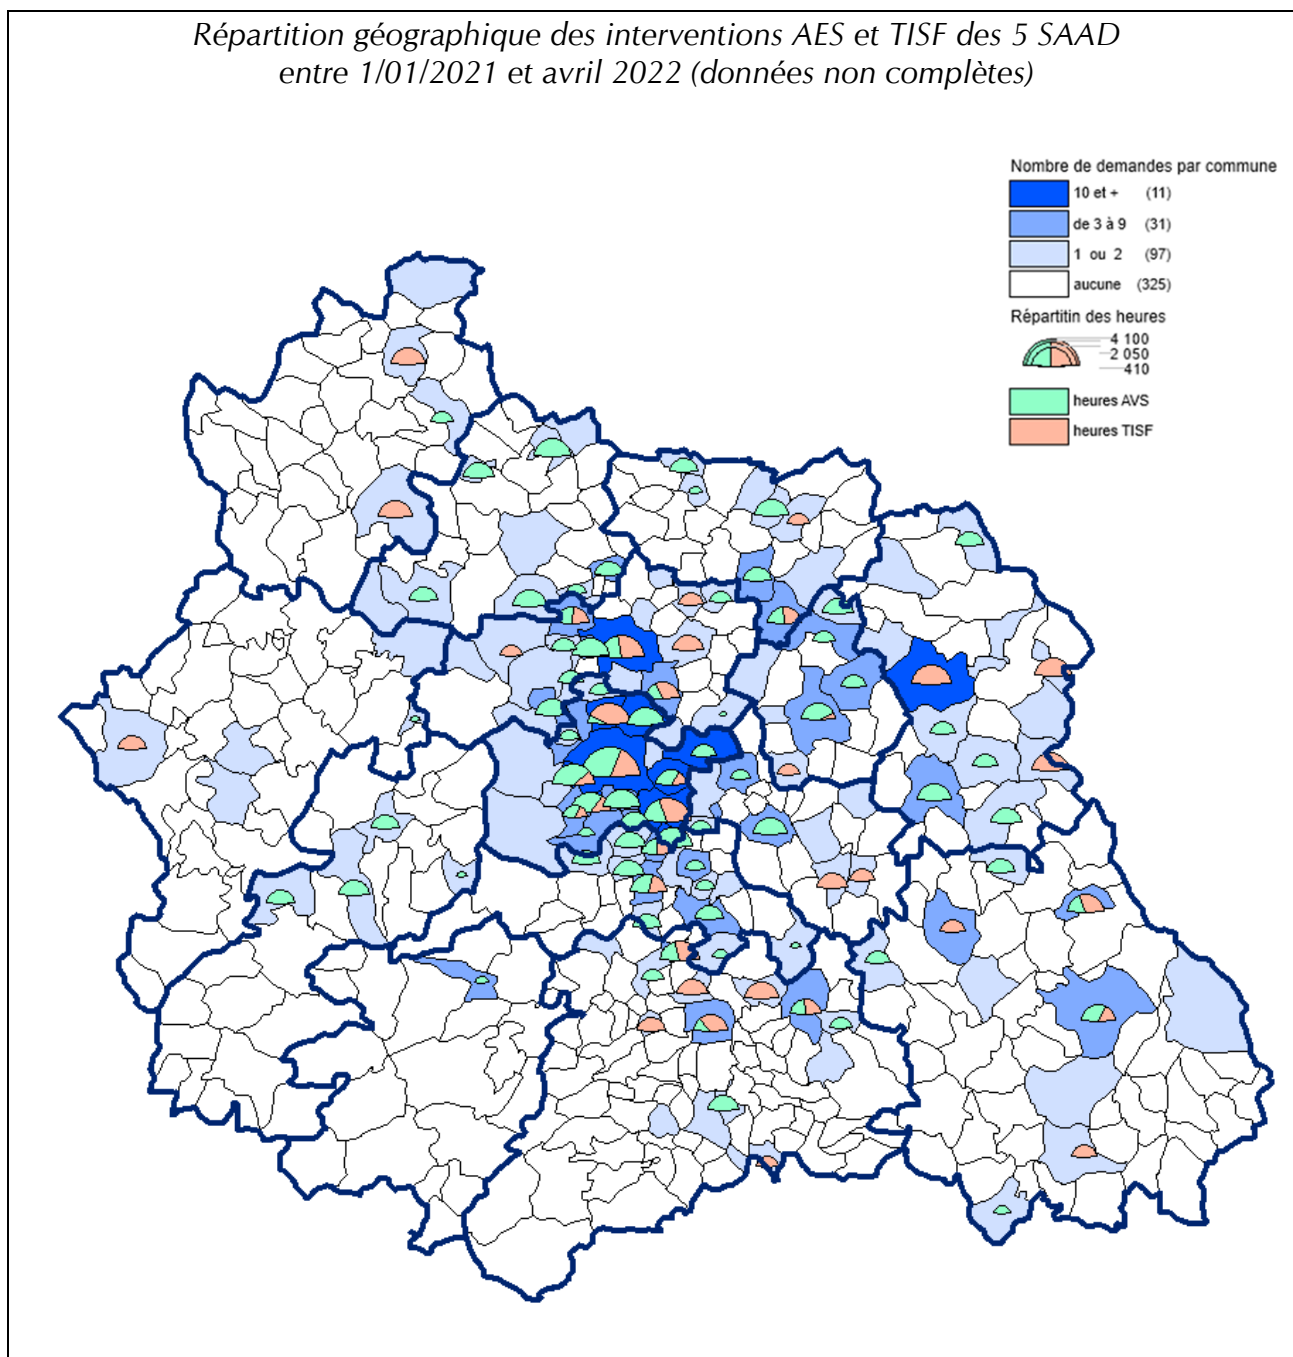 Répartition géographique des interventions AES et TISF des 5 SAAD
entre 1/01/2021 et avril 2022 (données non complètes)
Nombre de demandes par commune
10 et + (11)
de 3 à 9 (31)
1 ou 2 (97)
aucune (325)
Répartitin des heures
4 100
2 050
410
heures AVS
heures TISF